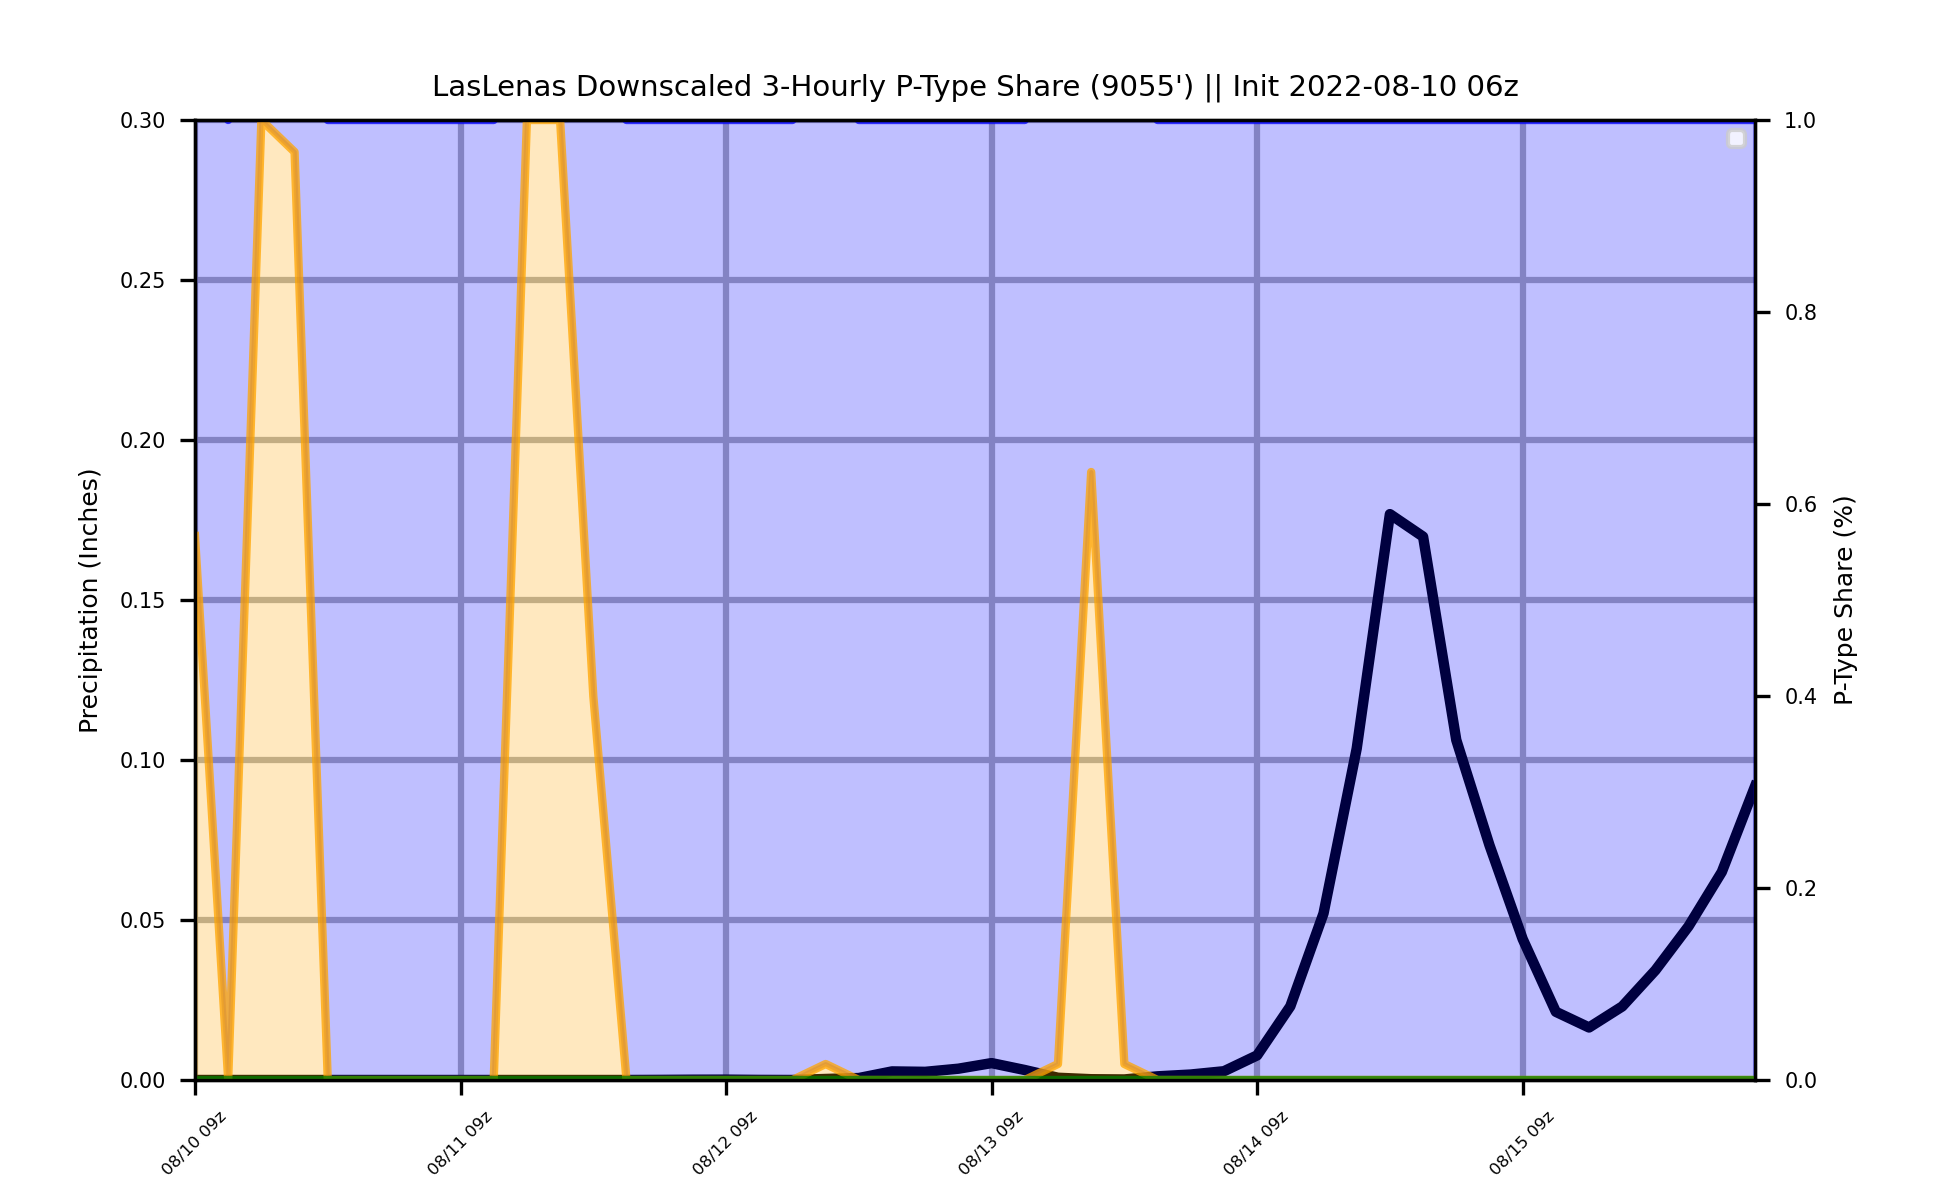 LasLenas Downscaled 3-Hourly P-Type Share (9055') || Init 2022-08-10 06z
0.30
0.25
0.20
0.15
0.10
0.05
0.00
Precipitation (Inches)
1.0
0.8
0.6
0.4
0.2
0.0
P-Type Share (%)
08/10 09z
08/11 09z
08/12 09z
08/13 09z
08/14 09z
08/15 09z